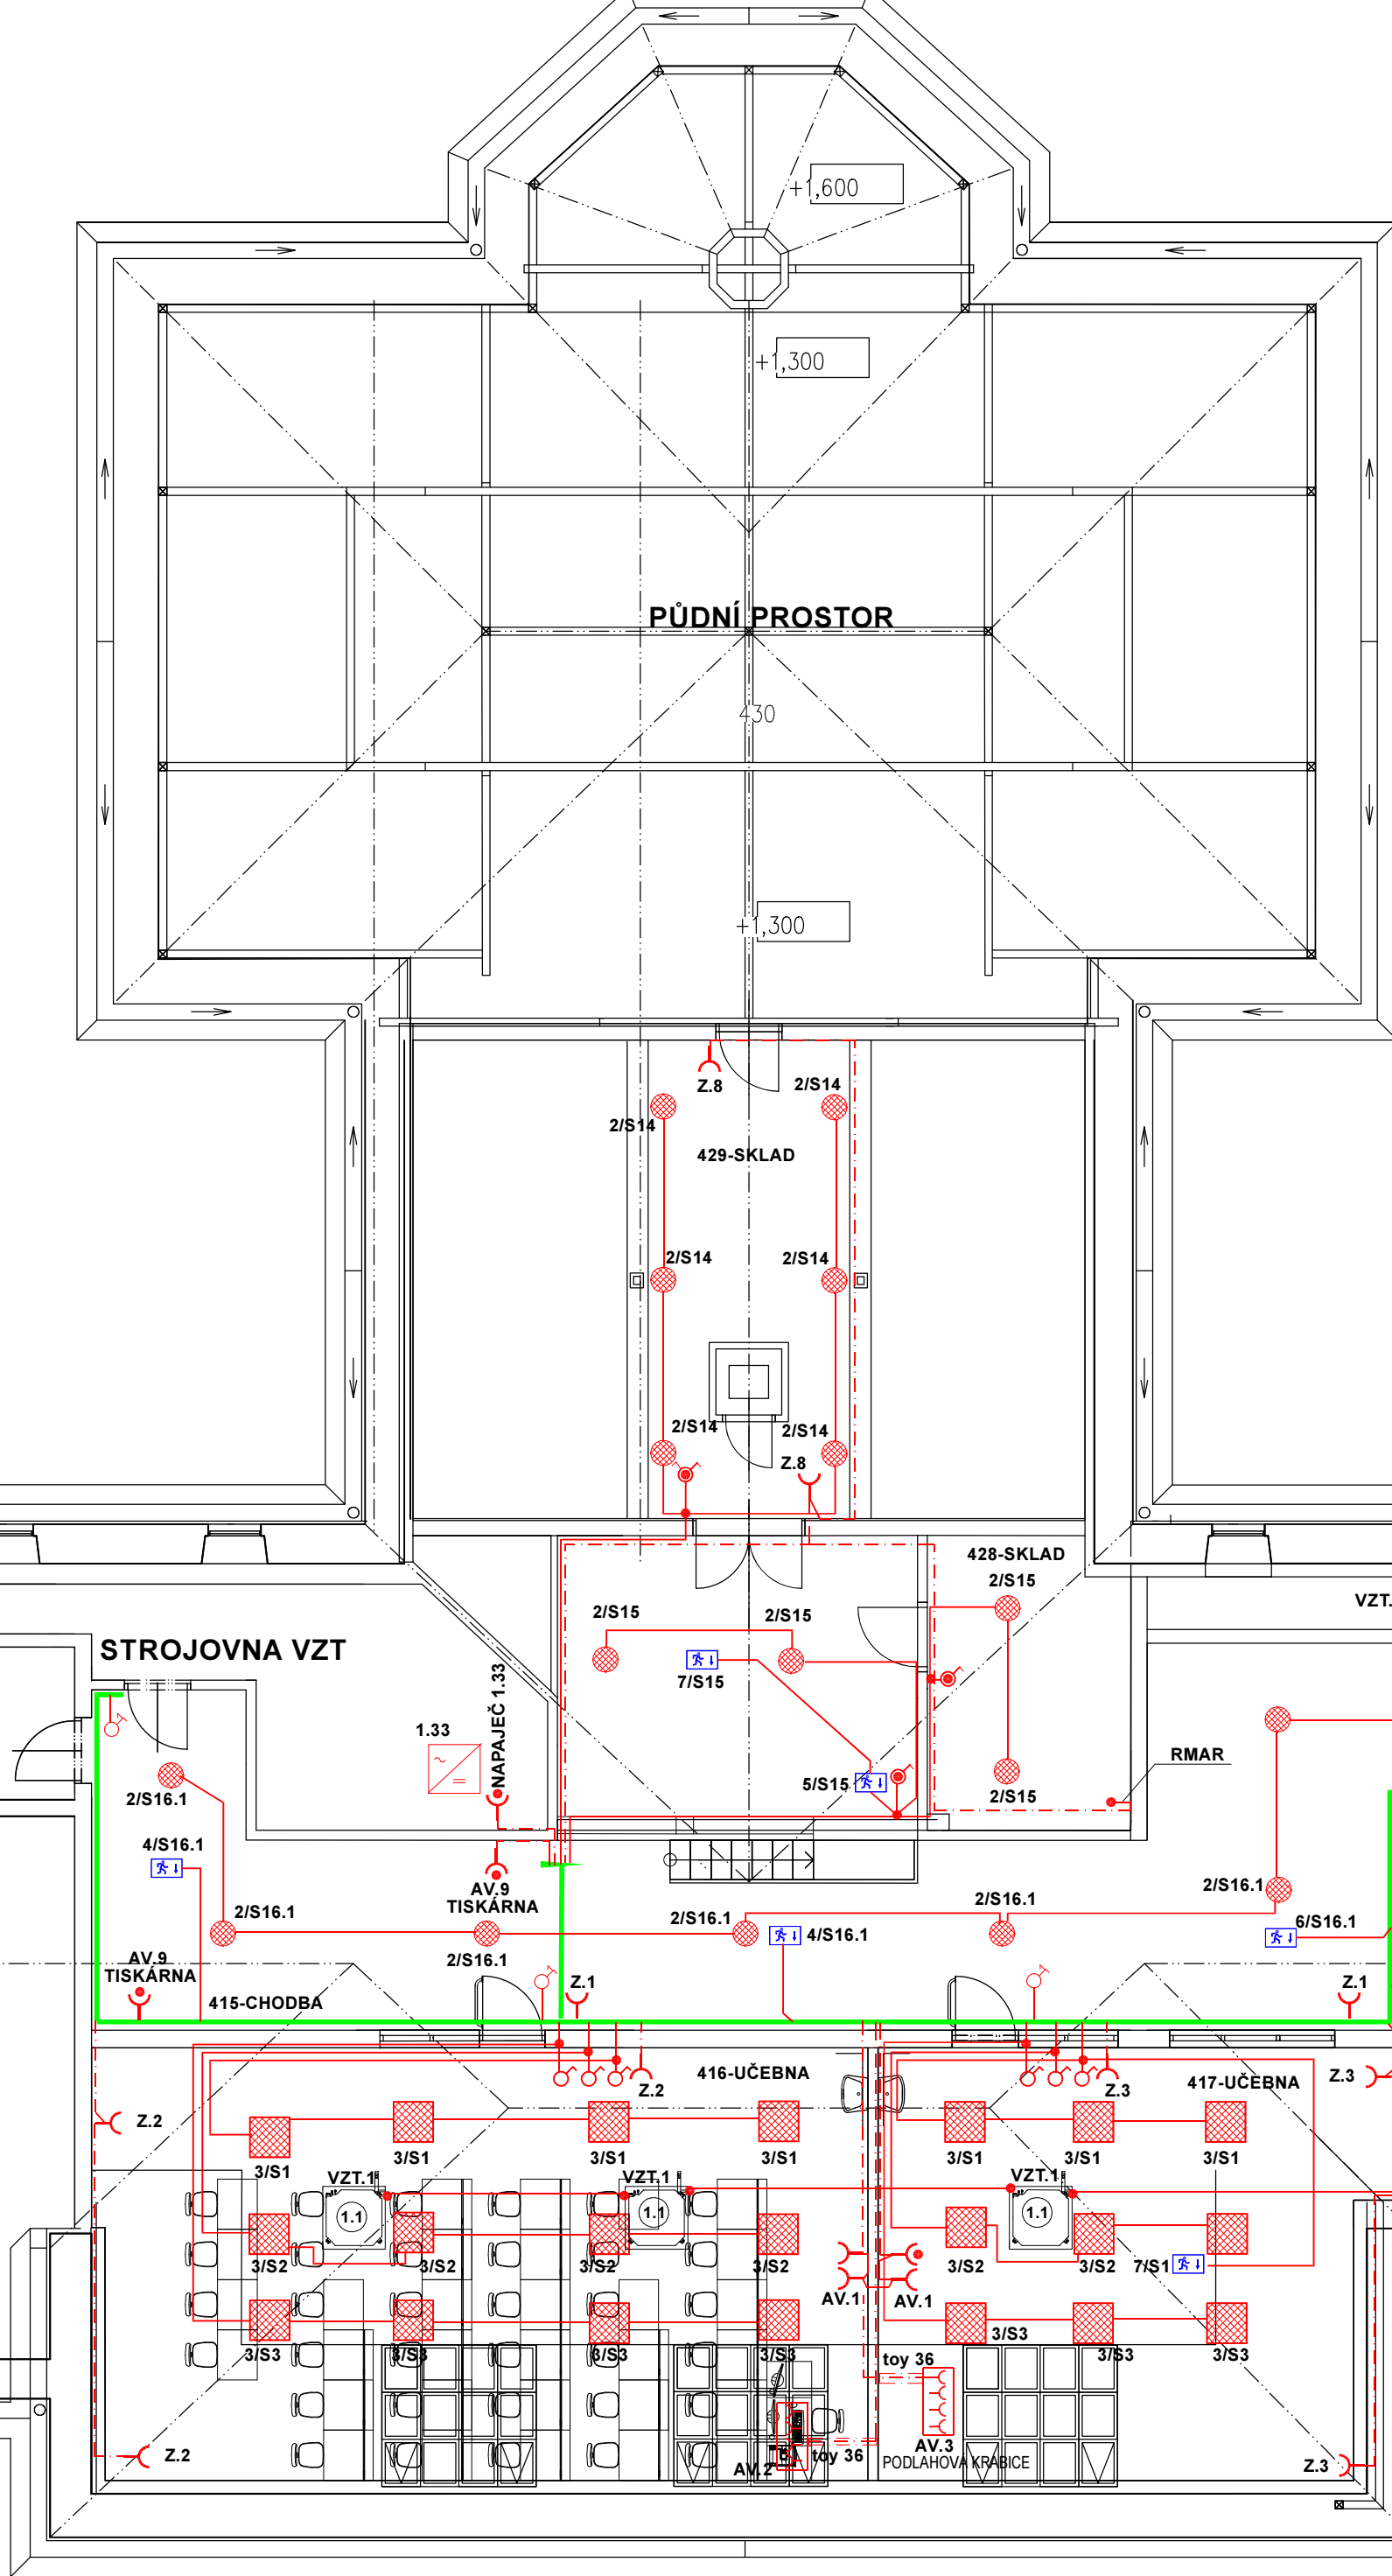 +1,600
+1,300
PŮDNÍ PROSTOR
430
+1,300
Z.8
2/S14
2/S14
429-SKLAD
2/S14
2/S14
2/S14
2/S14
Z.8
428-SKLAD
2/S15
2/S15
2/S15
VZT.
STROJOVNA VZT
7/S15
NAPAJEČ 1.33
1.33
RMAR
5/S15
2/S15
2/S16.1
4/S16.1
AV.9
TISKÁRNA
2/S16.1
2/S16.1
2/S16.1
2/S16.1
4/S16.1
6/S16.1
2/S16.1
AV.9
TISKÁRNA
415-CHODBA
Z.1
Z.1
416-UČEBNA
Z.2
Z.3
417-UČEBNA
Z.3
Z.2
3/S1
3/S1
3/S1
3/S1
3/S1
3/S1
3/S1
VZT.1
VZT.1
VZT.1
1.1
1.1
1.1
3/S2
3/S2
3/S2
3/S2
3/S2
3/S2
7/S1
AV.1
AV.1
3/S3
3/S3
3/S3
3/S3
3/S3
3/S3
3/S3
toy 36
AV.3
PODLAHOVÁ KRABICE
Z.2
AV.2
toy 36
Z.3